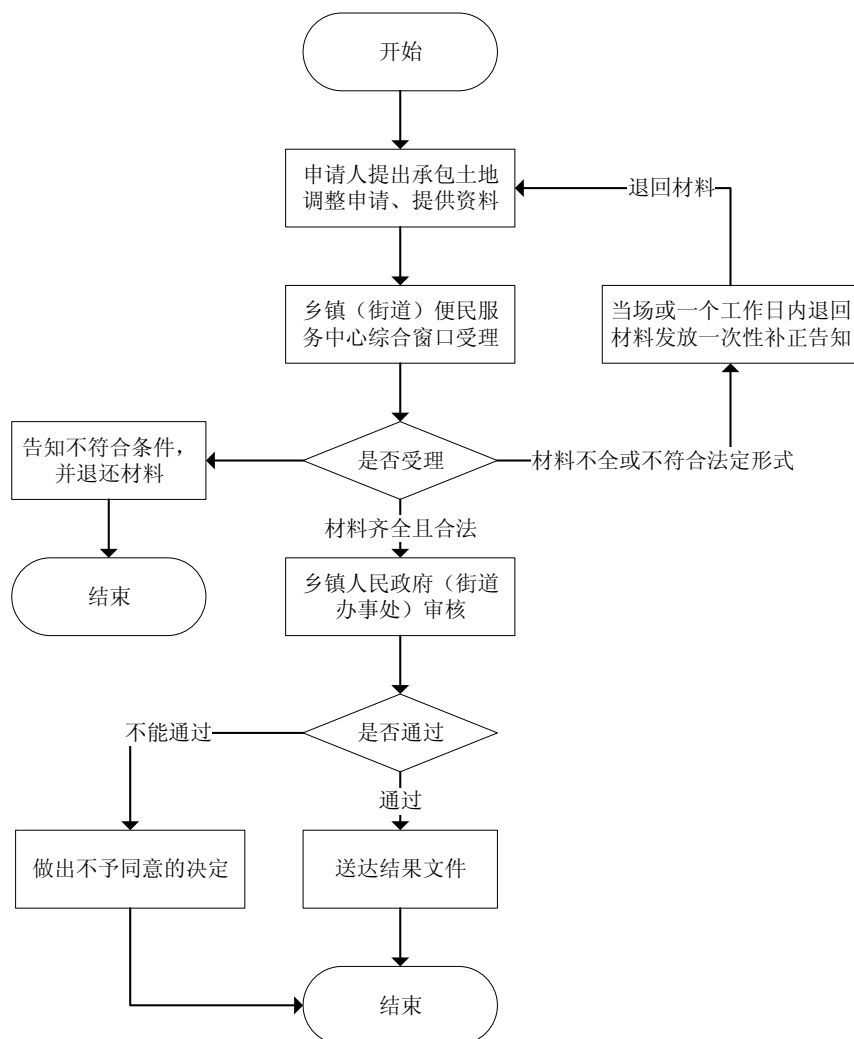 开始
申请人提出承包土地
调整申请、提供资料
退回材料
乡镇（街道）便民服
务中心综合窗口受理
当场或一个工作日内退回
材料发放一次性补正告知
告知不符合条件，
并退还材料
是否受理
材料不全或不符合法定形式
材料齐全且合法
结束
乡镇人民政府（街道
办事处）审核
不能通过
是否通过
通过
做出不予同意的决定
送达结果文件
结束